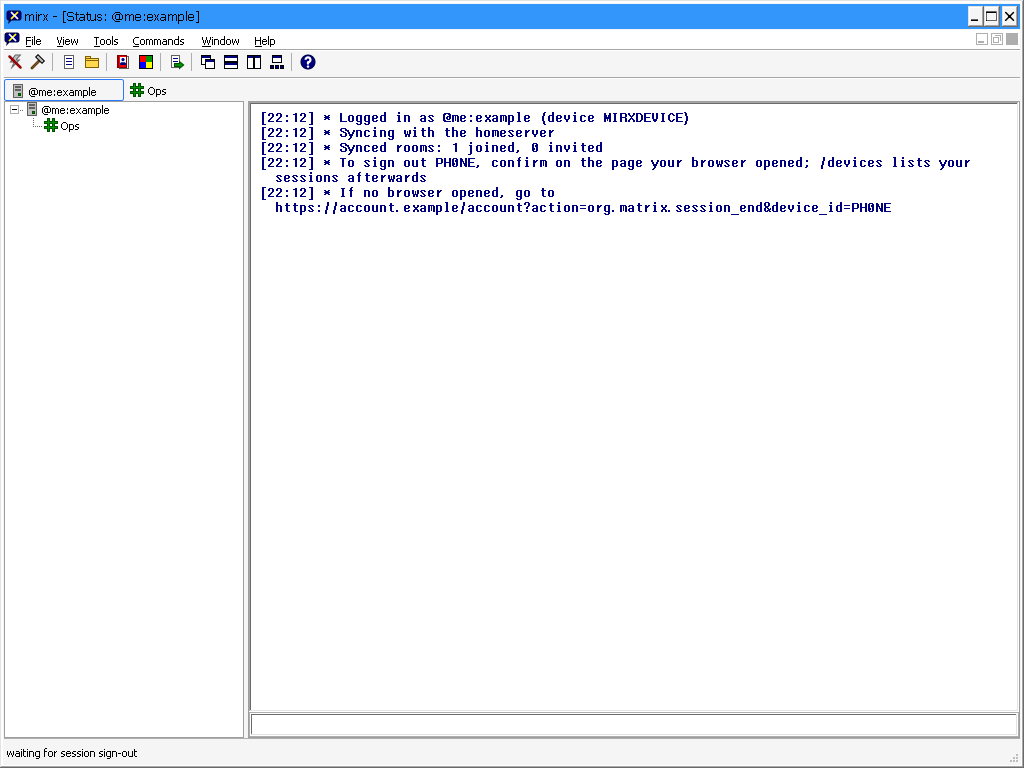 mirx - [Status: @me:example]
File View Tools Commands Window Help
@me:example Ops
@me:example
Ops
[22:12] * Logged in as @me:example (device MIRXDEVICE)
[22:12] * Syncing with the homeserver
[22:12] * Synced rooms: 1 joined, 0 invited
[22:12] * To sign out PH0NE, confirm on the page your browser opened; /devices lists your
sessions afterwards
[22:12] * If no browser opened, go to
https://account.example/account?action=org.matrix.session_end&device_id=PH0NE
waiting for session sign-out